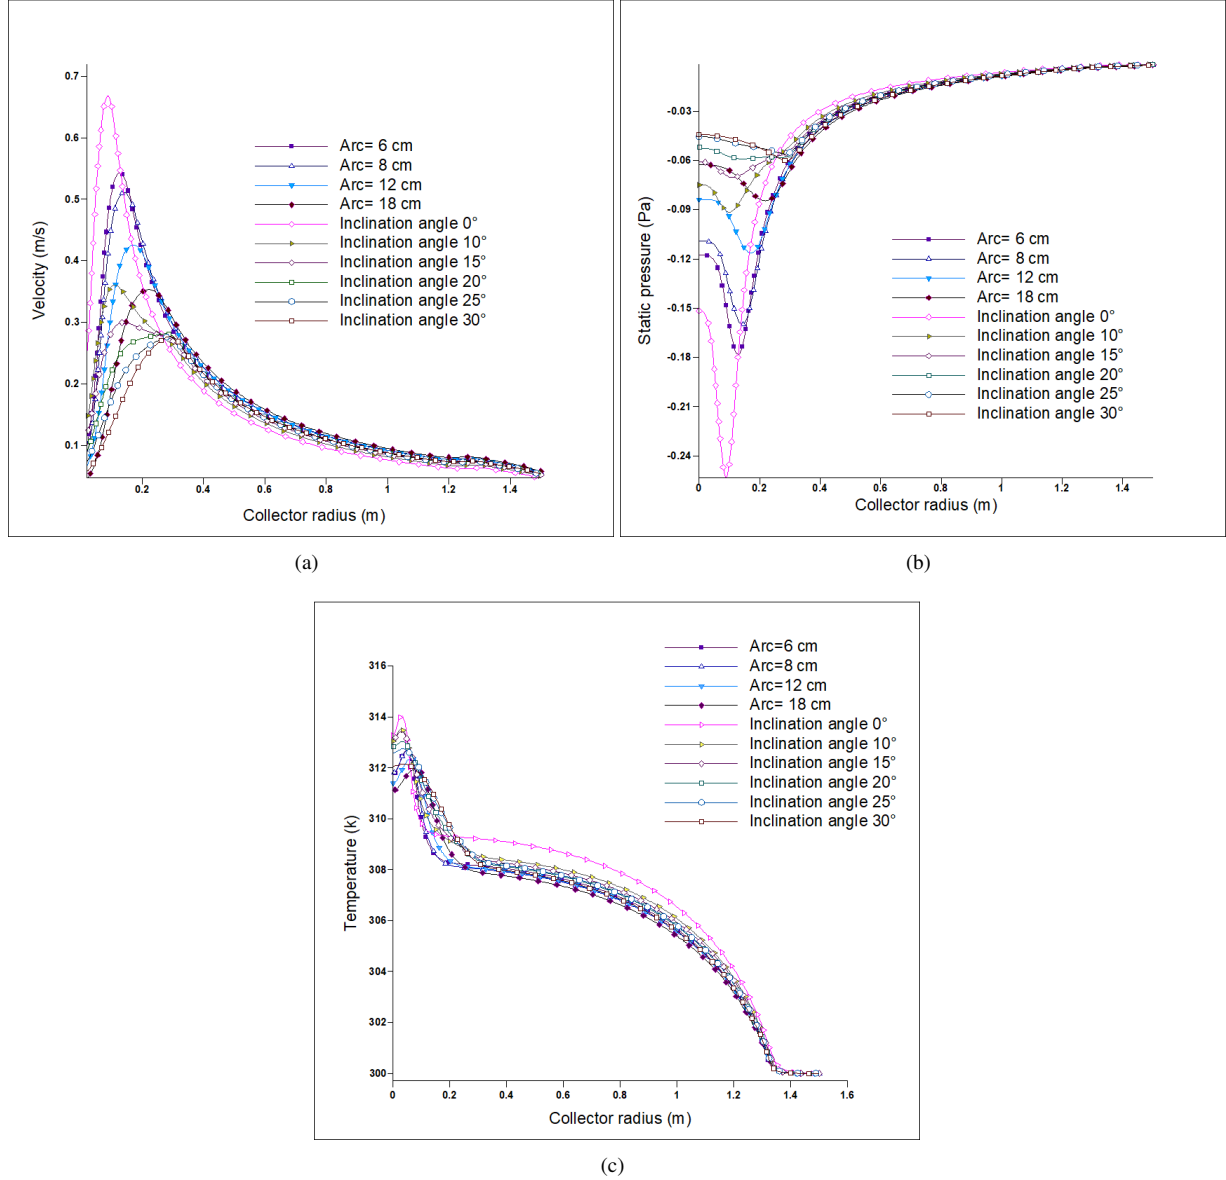 0.7
0.6
0.5
0.4
0.3
0.2
0.1
Velocity (m/s)
Arc= 6 cm
Arc= 8 cm
Arc= 12 cm
Arc= 18 cm
Inclination angle 0°
Inclination angle 10°
Inclination angle 15°
Inclination angle 20°
Inclination angle 25°
Inclination angle 30°
0.2 0.4 0.6 0.8 1 1.2 1.4
Collector radius (m)
(a)
-0.03
-0.06
-0.09
-0.12
-0.15
-0.18
-0.21
-0.24
Static pressure (Pa)
Arc= 6 cm
Arc= 8 cm
Arc= 12 cm
Arc= 18 cm
Inclination angle 0°
Inclination angle 10°
Inclination angle 15°
Inclination angle 20°
Inclination angle 25°
Inclination angle 30°
0 0.2 0.4 0.6 0.8 1 1.2 1.4
Collector radius (m)
(b)
316
314
312
310
308
306
304
302
300
Temperature (k)
Arc=6 cm
Arc=8 cm
Arc=12 cm
Arc= 18 cm
Inclination angle 0°
Inclination angle 10°
Inclination angle 15°
Inclination angle 20°
Inclination angle 25°
Inclination angle 30°
0 0.2 0.4 0.6 0.8 1 1.2 1.4 1.6
Collector radius (m)
(c)